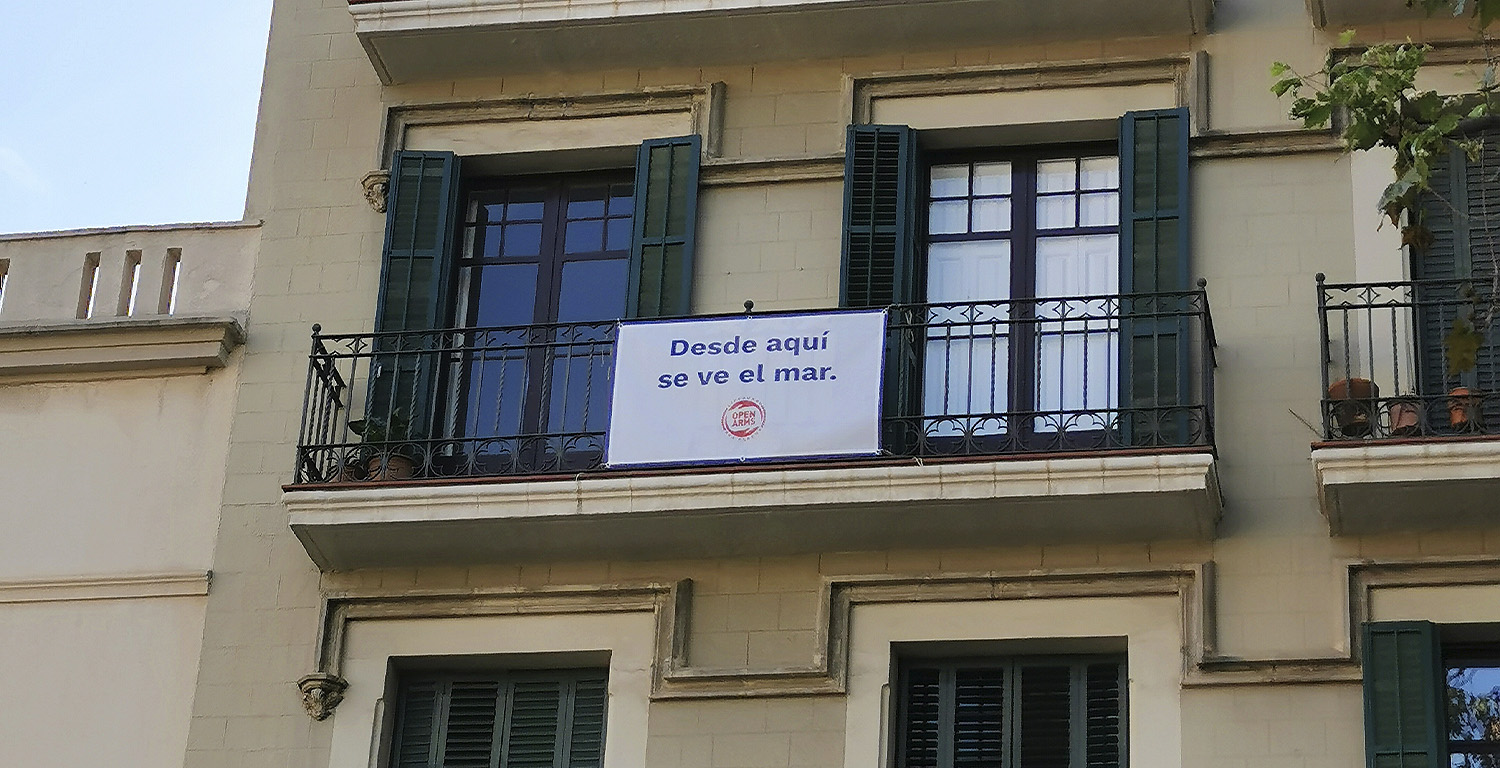 Desde aquí
se ve el mar.
OPEN
ARMS